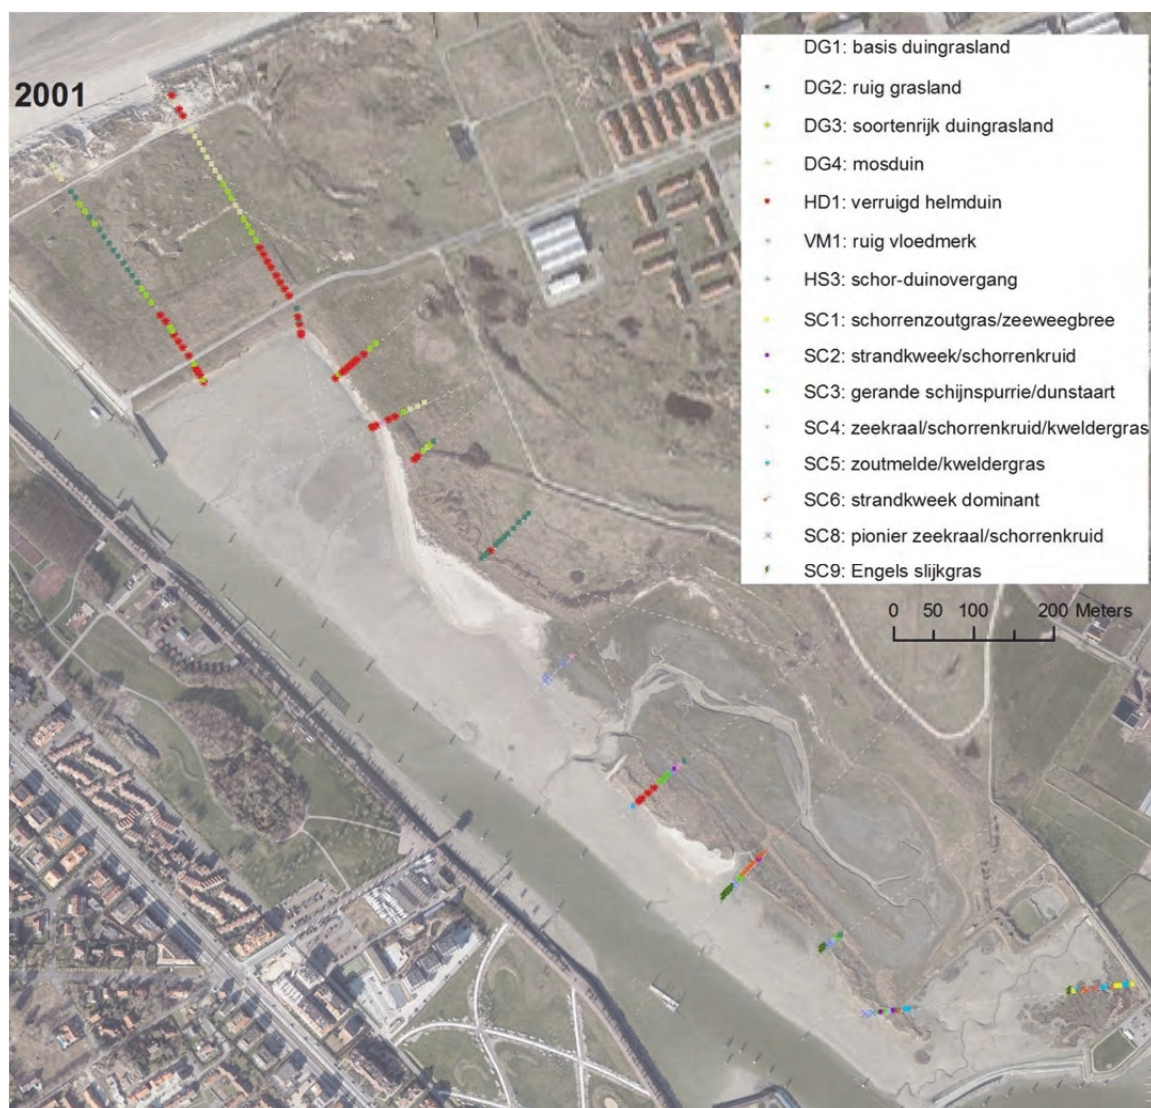 2001
DG1: basis duingrasland
DG2: ruig grasland
DG3: soortenrijk duingrasland
DG4: mosduin
HD1: verruigd helmduin
VM1: ruig vloedmerk
HS3: schor-duinovergang
SC1: schorrenzoutgras/zeeweegbree
SC2: strandkweek/schorrenkruid
SC3: gerande schijnspurrie/dunstaart
SC4: zeekraal/schorrenkruid/kweldergras
SC5: zoutmelde/kweldergras
SC6: strandkweek dominant
SC8: pionier zeekraal/schorrenkruid
SC9: Engels slijkgras
0 50 100 200 Meters